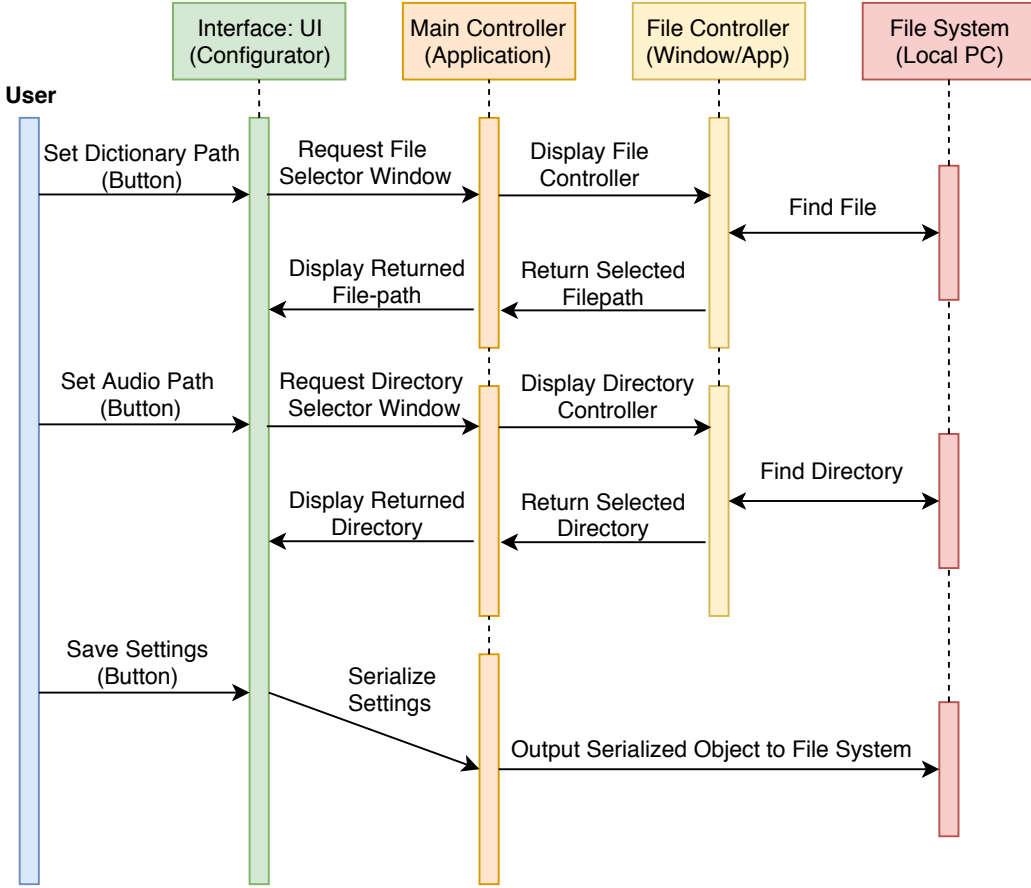 Interface: UI
(Configurator)
Main Controller
(Application)
File Controller
(Window/App)
File System
(Local PC)
User
Set Dictionary Path
(Button)
Request File
Selector Window
Display File
Controller
Find File
Display Returned
File-path
Return Selected
Filepath
Set Audio Path
(Button)
Request Directory
Selector Window
Display Directory
Controller
Find Directory
Display Returned
Directory
Return Selected
Directory
Save Settings
(Button)
Serialize
Settings
Output Serialized Object to File System